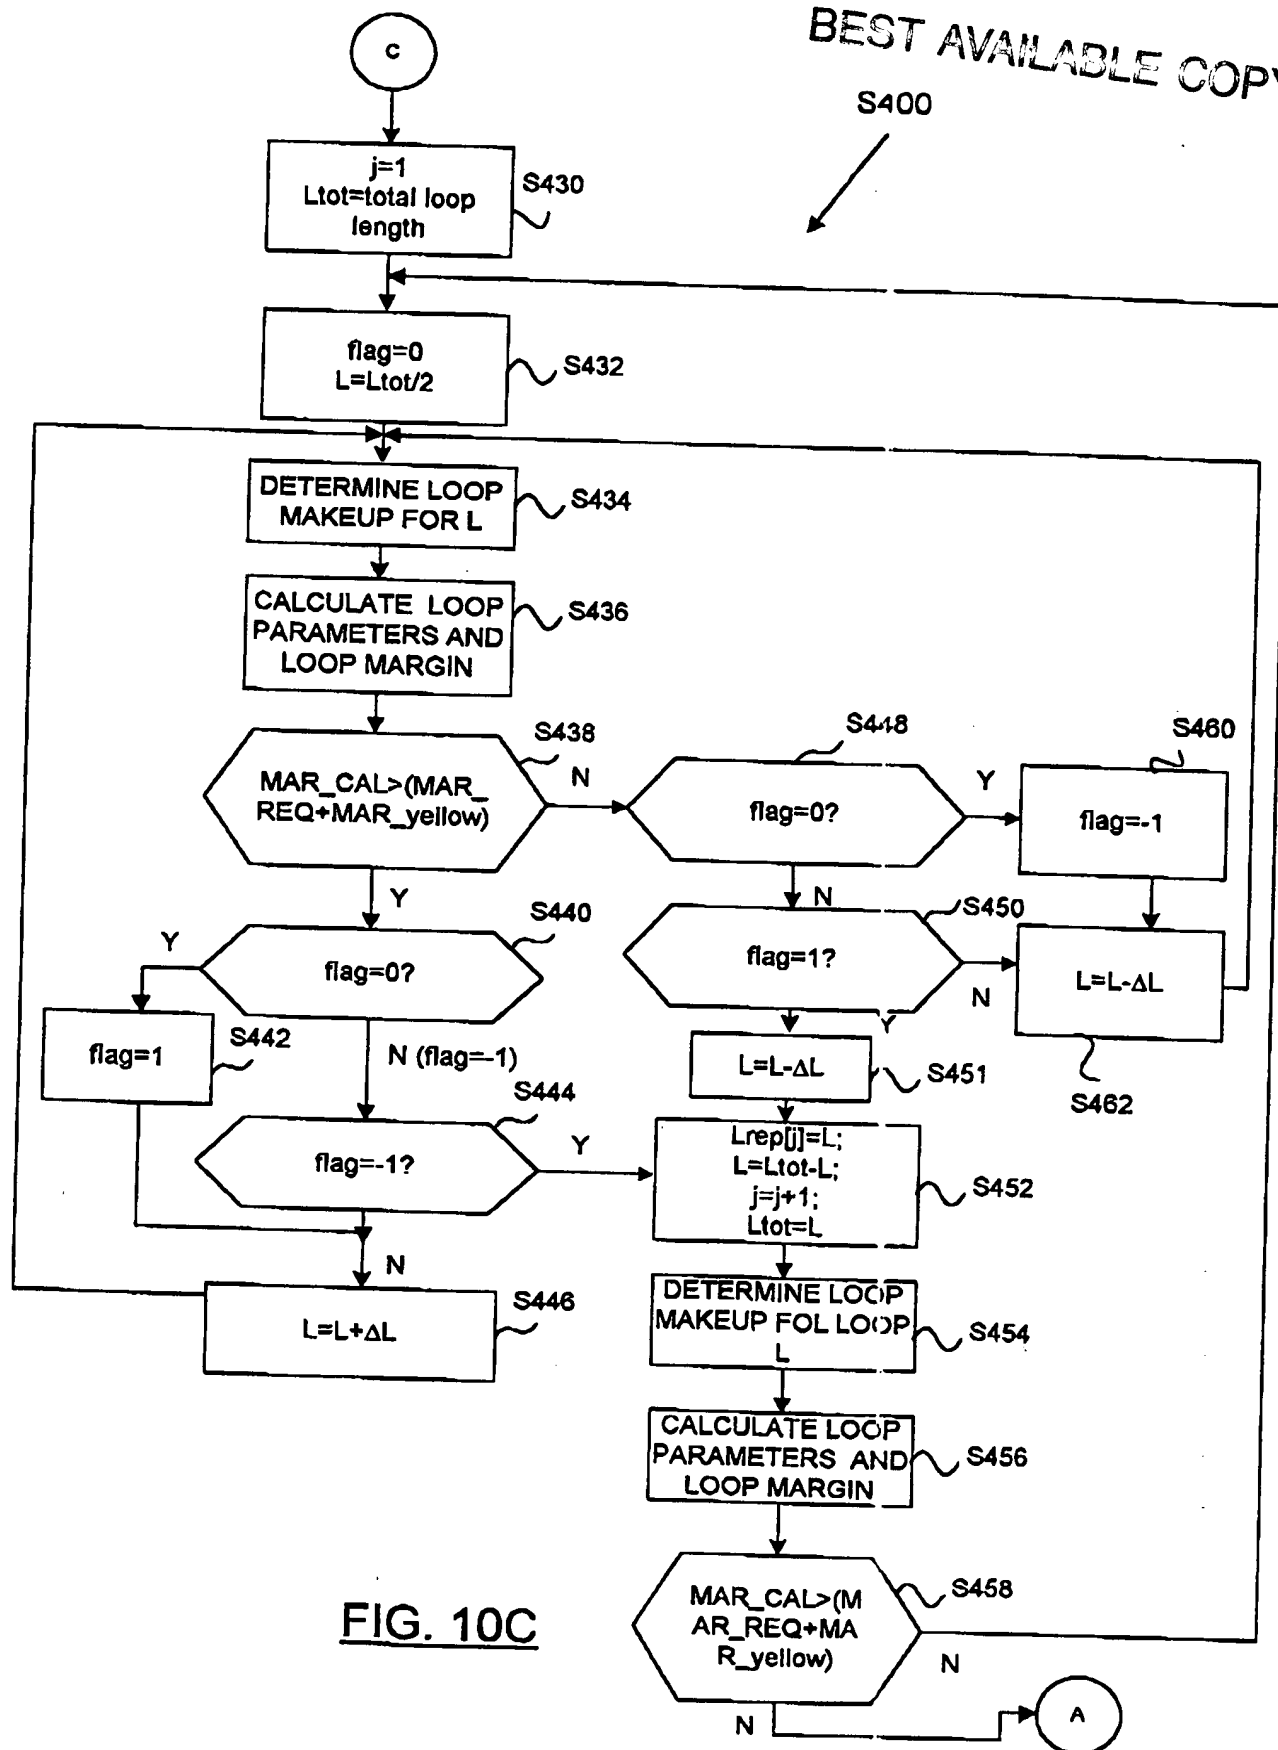 BEST AVAILABLE COPY
C
S400
j=1
Ltot=total loop
length
S430
flag=0
L=Ltot/2
S432
DETERMINE LOOP
MAKEUP FOR L
S434
CALCULATE LOOP
PARAMETERS AND
LOOP MARGIN
S436
S438
MAR_CAL>(MAR_
REQ+MAR_yellow)
N
Y
S448
flag=0?
Y
N
S460
flag=-1
S440
flag=0?
Y
N (flag=-1)
S450
flag=1?
N
Y
L=L-ΔL
S462
S442
flag=1
L=L-ΔL
S451
S444
flag=-1?
Y
N
Lrep[j]=L;
L=Ltot-L;
j=j+1;
Ltot=L
S452
S446
L=L+ΔL
DETERMINE LOOP
MAKEUP FOL LOOP
L
S454
CALCULATE LOOP
PARAMETERS AND
LOOP MARGIN
S456
S458
MAR_CAL>(M
AR_REQ+MA
R_yellow)
N
N
A
FIG. 10C